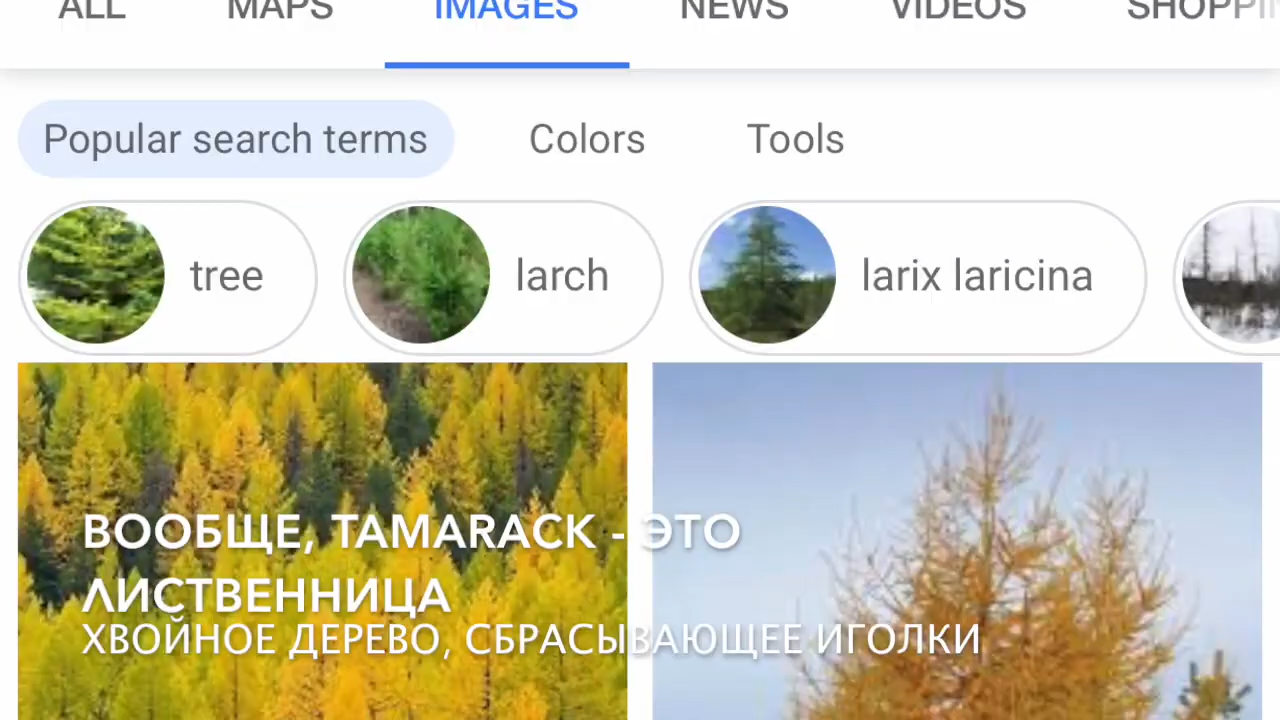 ALL MAPS IMAGES NEWS VIDEOS SHOPPIN
Popular search terms Colors Tools
tree larch larix laricina
ВООБЩЕ, TAMARACK - ЭТО
ЛИСТВЕННИЦА
ХВОЙНОЕ ДЕРЕВО, СБРАСЫВАЮЩЕЕ ИГОЛКИ